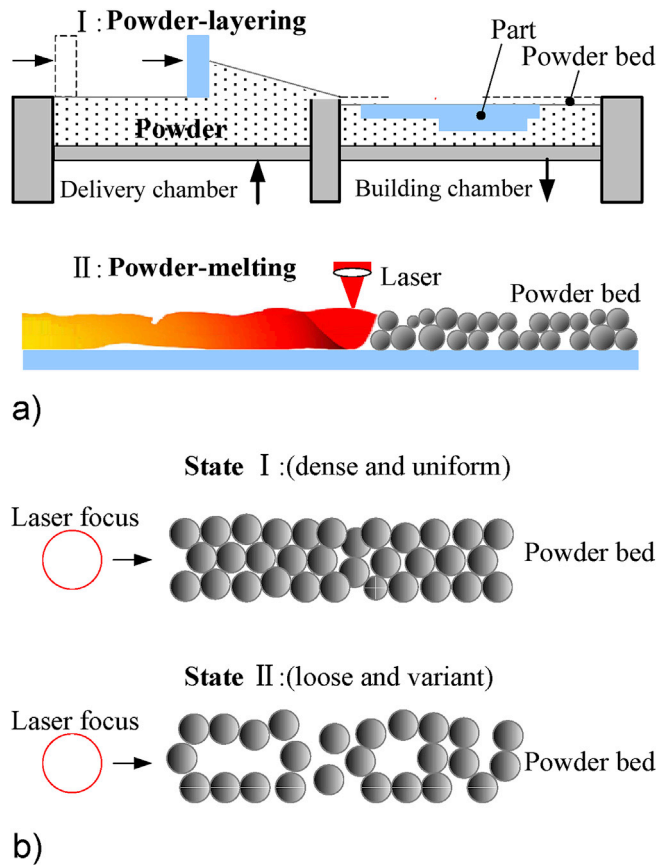 Ⅰ: Powder-layering
Part
Powder bed
Powder
Delivery chamber
Building chamber
Ⅱ: Powder-melting
Laser
Powder bed
a)
State Ⅰ:(dense and uniform)
Laser focus
Powder bed
State Ⅱ:(loose and variant)
Laser focus
Powder bed
b)